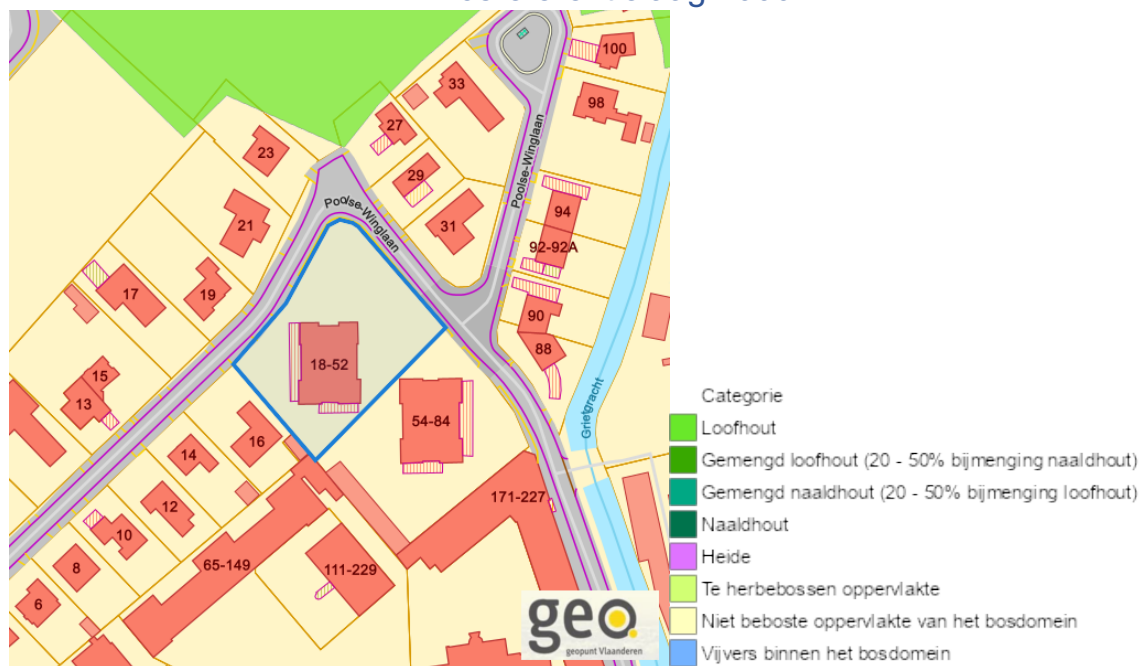 100
33
98
27
23
Poolse-Winglaan
29
Poolse-Winglaan
94
21
31
92-92A
17
19
90
18-52
88
15
13
54-84
Grietgracht
16
14
171-227
12
10
65-149
111-229
8
6
geo.
geopunt Vlaanderen
Categorie
Loofhout
Gemengd loofhout (20 - 50% bijmenging naaldhout)
Gemengd naaldhout (20 - 50% bijmenging loofhout)
Naaldhout
Heide
Te herbebossen oppervlakte
Niet beboste oppervlakte van het bosdomein
Vijvers binnen het bosdomein